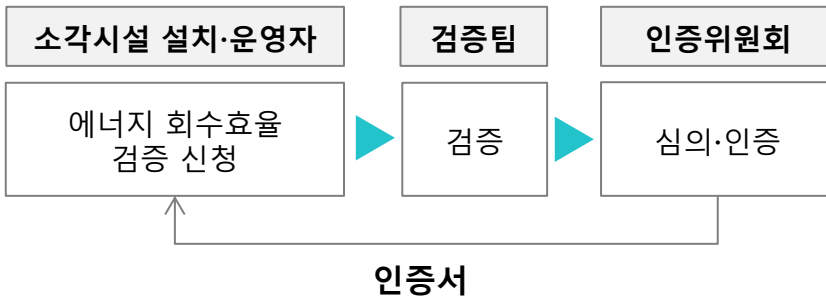 소각시설 설치·운영자
검증팀
인증위원회
에너지 회수효율
검증 신청
검증
심의·인증
인증서